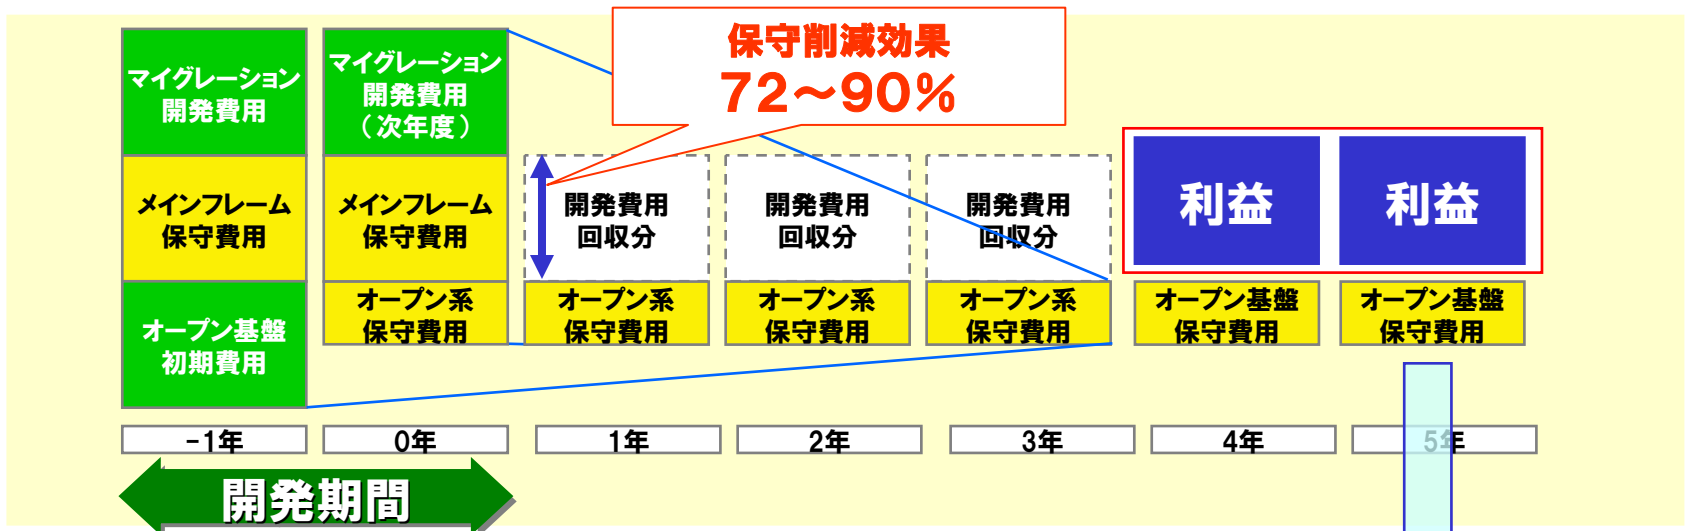 保守削減効果
72～90%
マイグレーション
開発費用
マイグレーション
開発費用
（次年度）
メインフレーム
保守費用
メインフレーム
保守費用
開発費用
回収分
開発費用
回収分
開発費用
回収分
利益
利益
オープン基盤
初期費用
オープン系
保守費用
オープン系
保守費用
オープン系
保守費用
オープン系
保守費用
オープン基盤
保守費用
オープン基盤
保守費用
-1年
0年
1年
2年
3年
4年
5年
開発期間